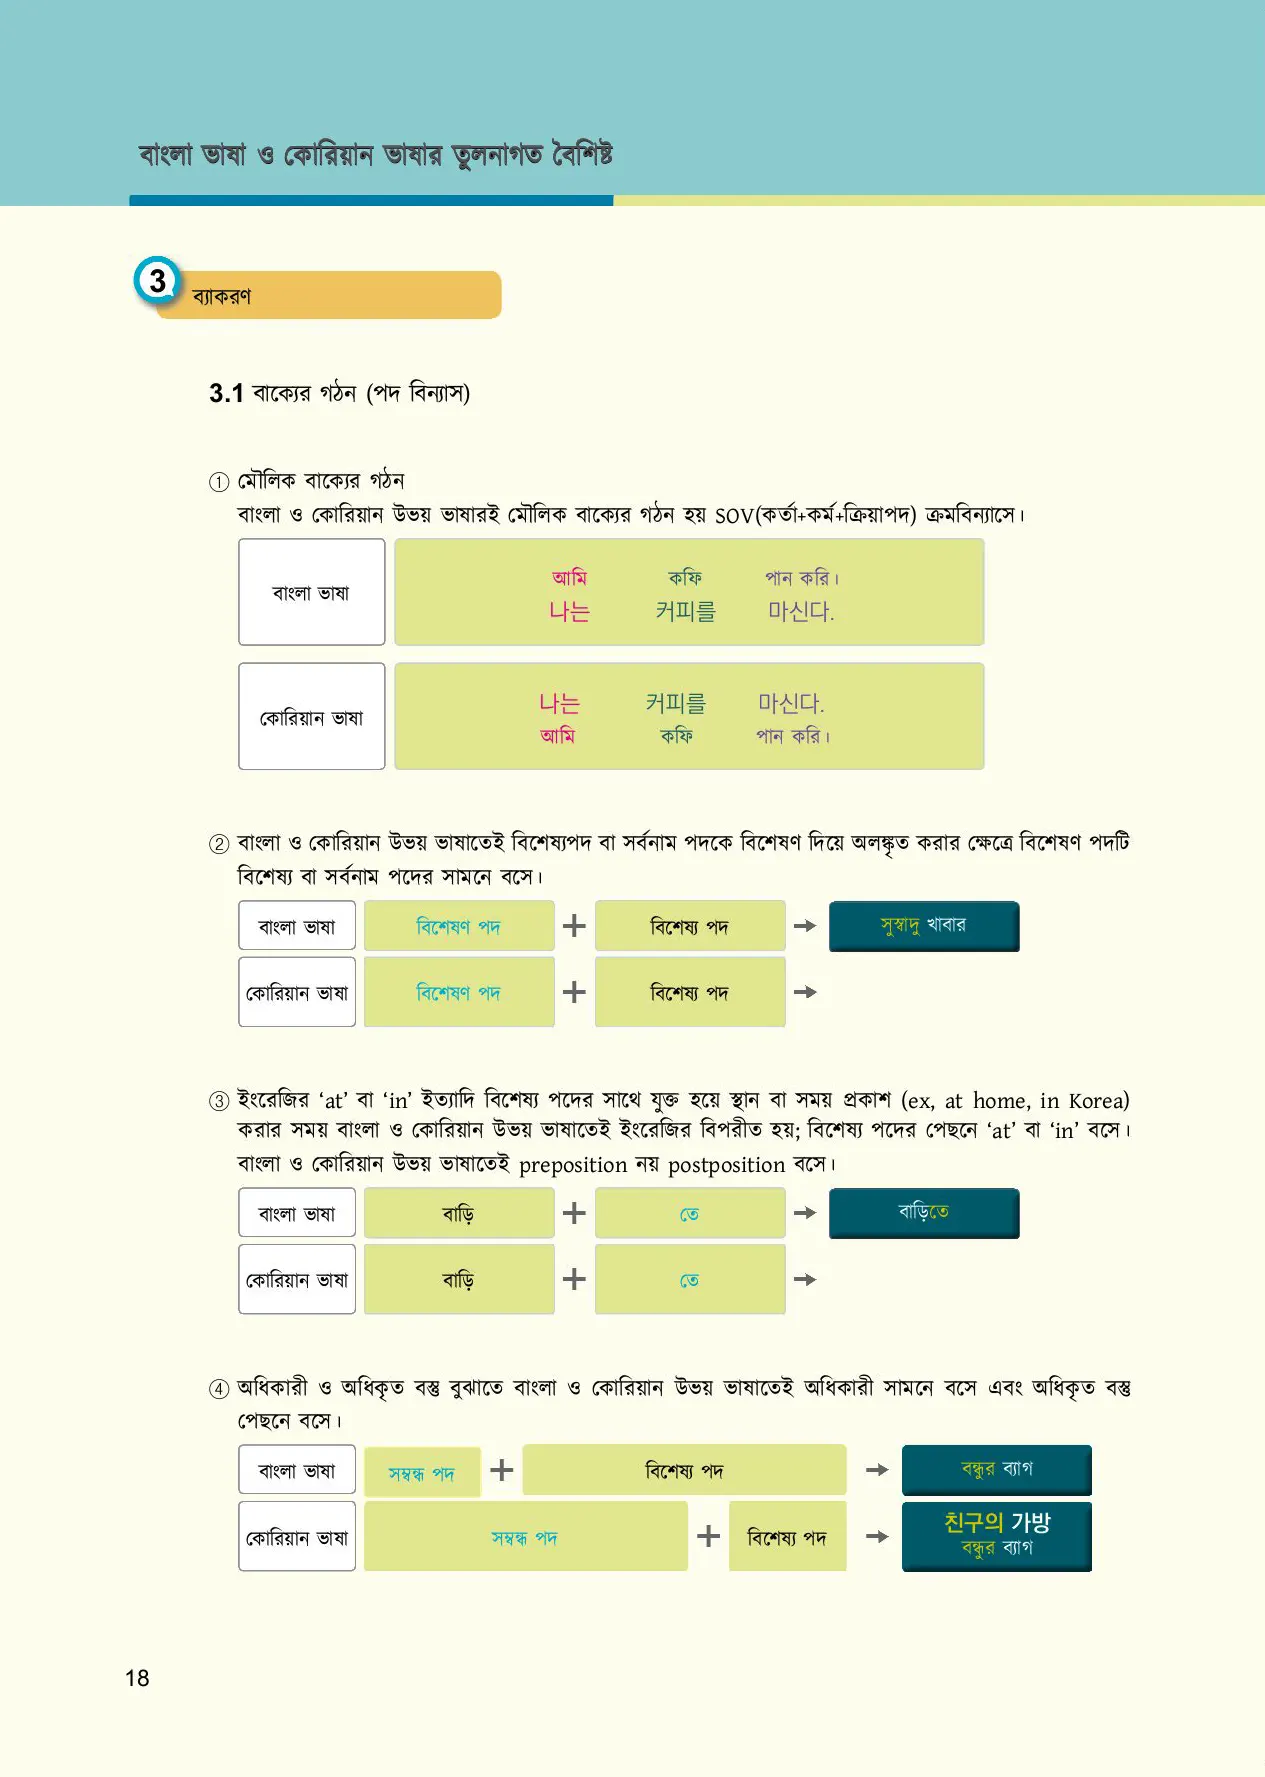 বাংলা ভাষা ও কোরিয়ান ভাষার তুলনাগত বৈশিষ্ট
3
ব্যাকরণ
3.1 বাক্যের গঠন (পদ বিন্যাস)
① মৌলিক বাক্যের গঠন
বাংলা ও কোরিয়ান উভয় ভাষারই মৌলিক বাক্যের গঠন হয় SOV(কর্তা+কর্ম+ক্রিয়াপদ) ক্রমবিন্যাসে।
বাংলা ভাষা
আমি কফি পান করি।
나는 커피를 마신다.
কোরিয়ান ভাষা
나는 커피를 마신다.
আমি কফি পান করি।
② বাংলা ও কোরিয়ান উভয় ভাষাতেই বিশেষ্যপদ বা সর্বনাম পদকে বিশেষণ দিয়ে অলঙ্কৃত করার ক্ষেত্রে বিশেষণ পদটি
বিশেষ্য বা সর্বনাম পদের সামনে বসে।
বাংলা ভাষা বিশেষণ পদ + বিশেষ্য পদ → সুস্বাদু খাবার
কোরিয়ান ভাষা বিশেষণ পদ + বিশেষ্য পদ →
③ ইংরেজির ‘at’ বা ‘in’ ইত্যাদি বিশেষ্য পদের সাথে যুক্ত হয়ে স্থান বা সময় প্রকাশ (ex, at home, in Korea)
করার সময় বাংলা ও কোরিয়ান উভয় ভাষাতেই ইংরেজির বিপরীত হয়; বিশেষ্য পদের পেছনে ‘at’ বা ‘in’ বসে।
বাংলা ও কোরিয়ান উভয় ভাষাতেই preposition নয় postposition বসে।
বাংলা ভাষা বাড়ি + তে → বাড়িতে
কোরিয়ান ভাষা বাড়ি + তে →
④ অধিকারী ও অধিকৃত বস্তু বুঝাতে বাংলা ও কোরিয়ান উভয় ভাষাতেই অধিকারী সামনে বসে এবং অধিকৃত বস্তু
পেছনে বসে।
বাংলা ভাষা সম্বন্ধ পদ + বিশেষ্য পদ → বন্ধুর ব্যাগ
কোরিয়ান ভাষা সম্বন্ধ পদ + বিশেষ্য পদ → 친구의 가방
বন্ধুর ব্যাগ
18